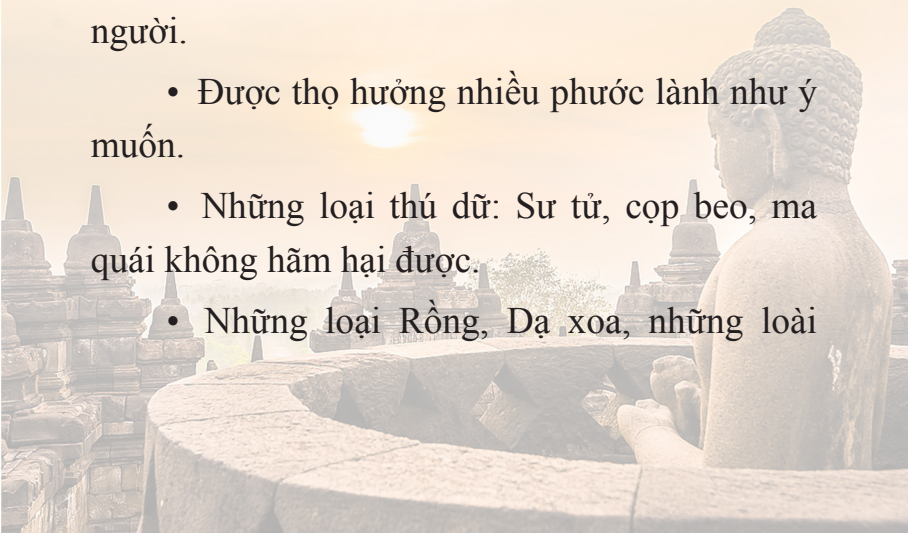 người.
• Được thọ hưởng nhiều phước lành như ý
muốn.
• Những loại thú dữ: Sư tử, cọp beo, ma
quái không hãm hại được.
• Những loại Rồng, Dạ xoa, những loài